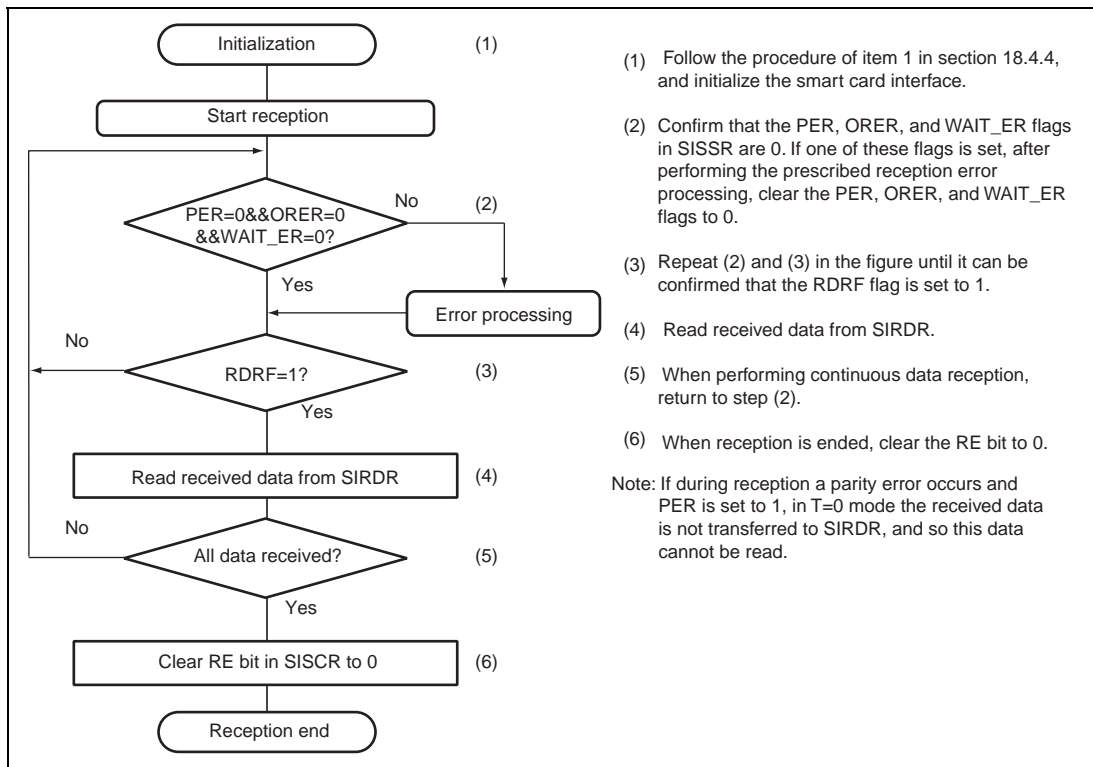 Initialization
(1)
Start reception
No
(2)
PER=0&&ORER=0
&&WAIT_ER=0?
Yes
Error processing
No
RDRF=1?
(3)
Yes
Read received data from SIRDR
(4)
No
All data received?
(5)
Yes
Clear RE bit in SISCR to 0
(6)
Reception end
(1) Follow the procedure of item 1 in section 18.4.4,
and initialize the smart card interface.
(2) Confirm that the PER, ORER, and WAIT_ER flags
in SISSR are 0. If one of these flags is set, after
performing the prescribed reception error
processing, clear the PER, ORER, and WAIT_ER
flags to 0.
(3) Repeat (2) and (3) in the figure until it can be
confirmed that the RDRF flag is set to 1.
(4) Read received data from SIRDR.
(5) When performing continuous data reception,
return to step (2).
(6) When reception is ended, clear the RE bit to 0.
Note: If during reception a parity error occurs and
PER is set to 1, in T=0 mode the received data
is not transferred to SIRDR, and so this data
cannot be read.